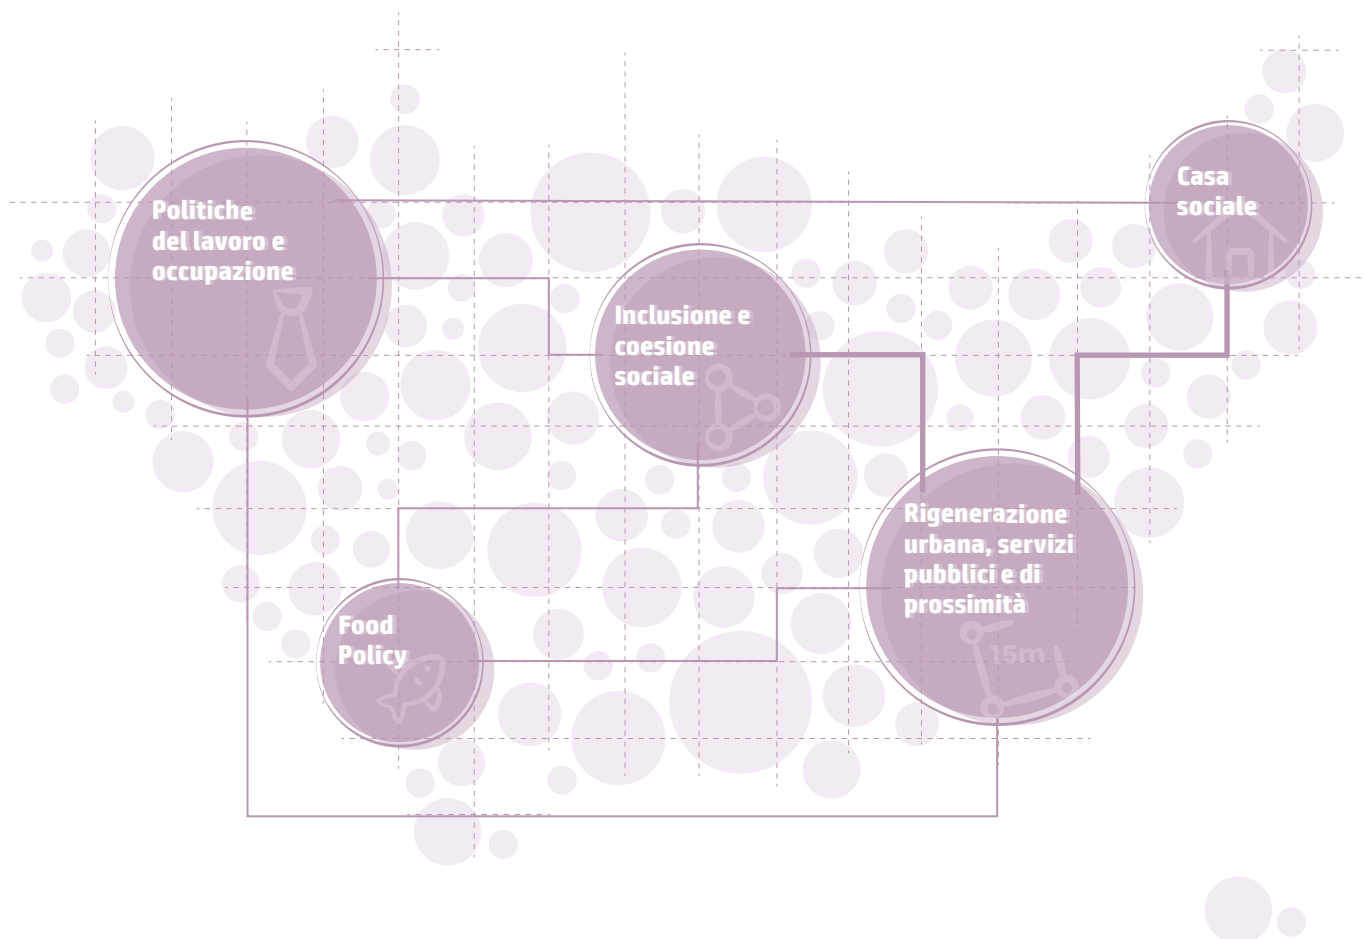 Politiche
del lavoro e
occupazione
Casa
sociale
Inclusione e
coesione
sociale
Rigenerazione
urbana, servizi
pubblici e di
prossimità
15m
Food
Policy